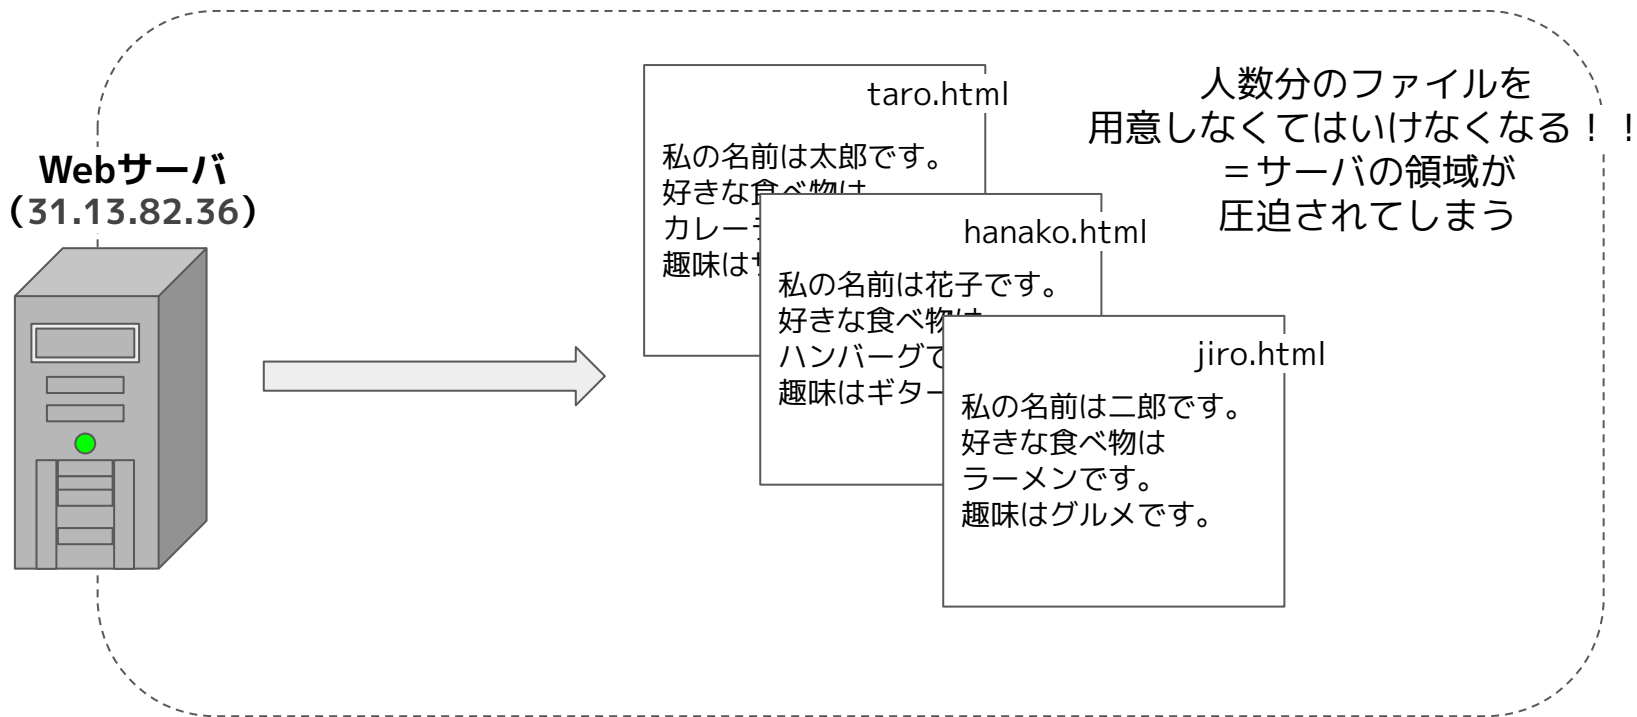 Webサーバ
（31.13.82.36）
taro.html
私の名前は太郎です。
好きな食べ物は
カレー
趣味は
hanako.html
私の名前は花子です。
好きな食べ物は
ハンバーグで
趣味はギター
jiro.html
私の名前は二郎です。
好きな食べ物は
ラーメンです。
趣味はグルメです。
人数分のファイルを
用意しなくてはいけなくなる！！
＝サーバの領域が
圧迫されてしまう